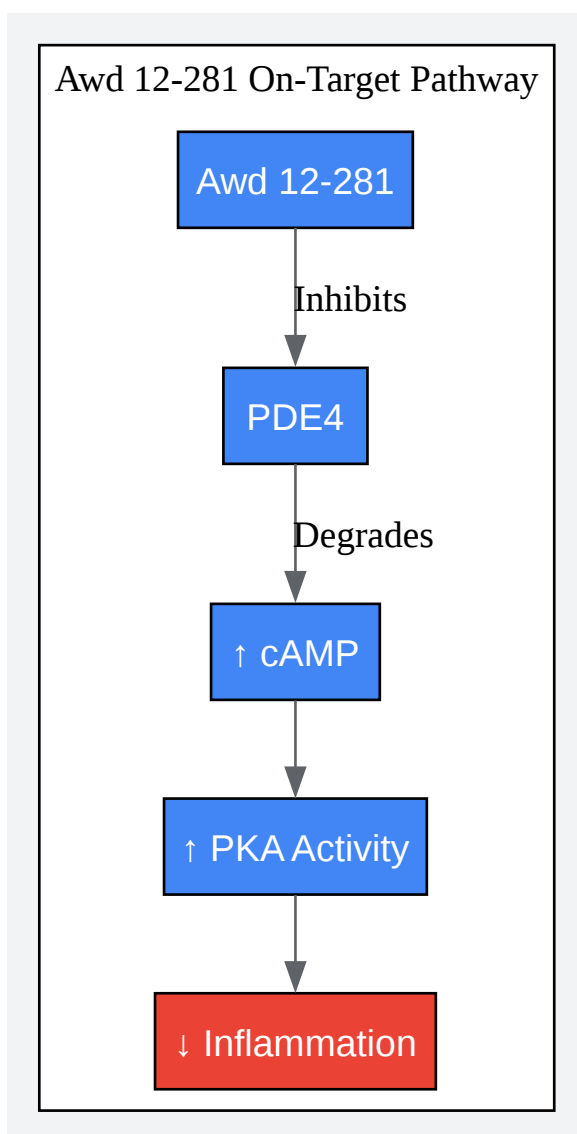 Awd 12-281 On-Target Pathway
Awd 12-281
Inhibits
PDE4
Degrades
↑ cAMP
↑ PKA Activity
↓ Inflammation